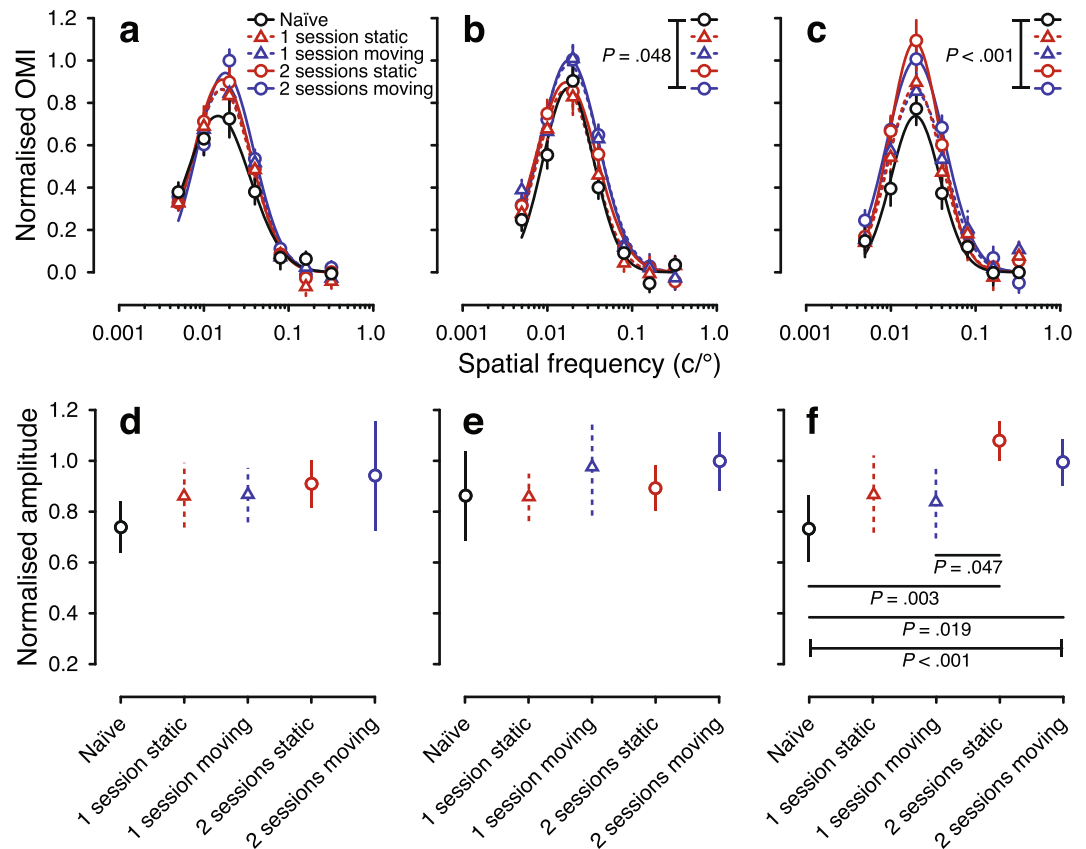 a
b
c
Naïve
1 session static
1 session moving
2 sessions static
2 sessions moving
P = .048
P < .001
Normalised OMI
1.2
1.0
0.8
0.6
0.4
0.2
0.0
0.001 0.01 0.1 1.0
0.001 0.01 0.1 1.0
0.001 0.01 0.1 1.0
Spatial frequency (c/°)
d
e
f
Normalised amplitude
1.2
1.0
0.8
0.6
0.4
0.2
P = .047
P = .003
P = .019
P < .001
Naïve
1 session static
1 session moving
2 sessions static
2 sessions moving
Naïve
1 session static
1 session moving
2 sessions static
2 sessions moving
Naïve
1 session static
1 session moving
2 sessions static
2 sessions moving